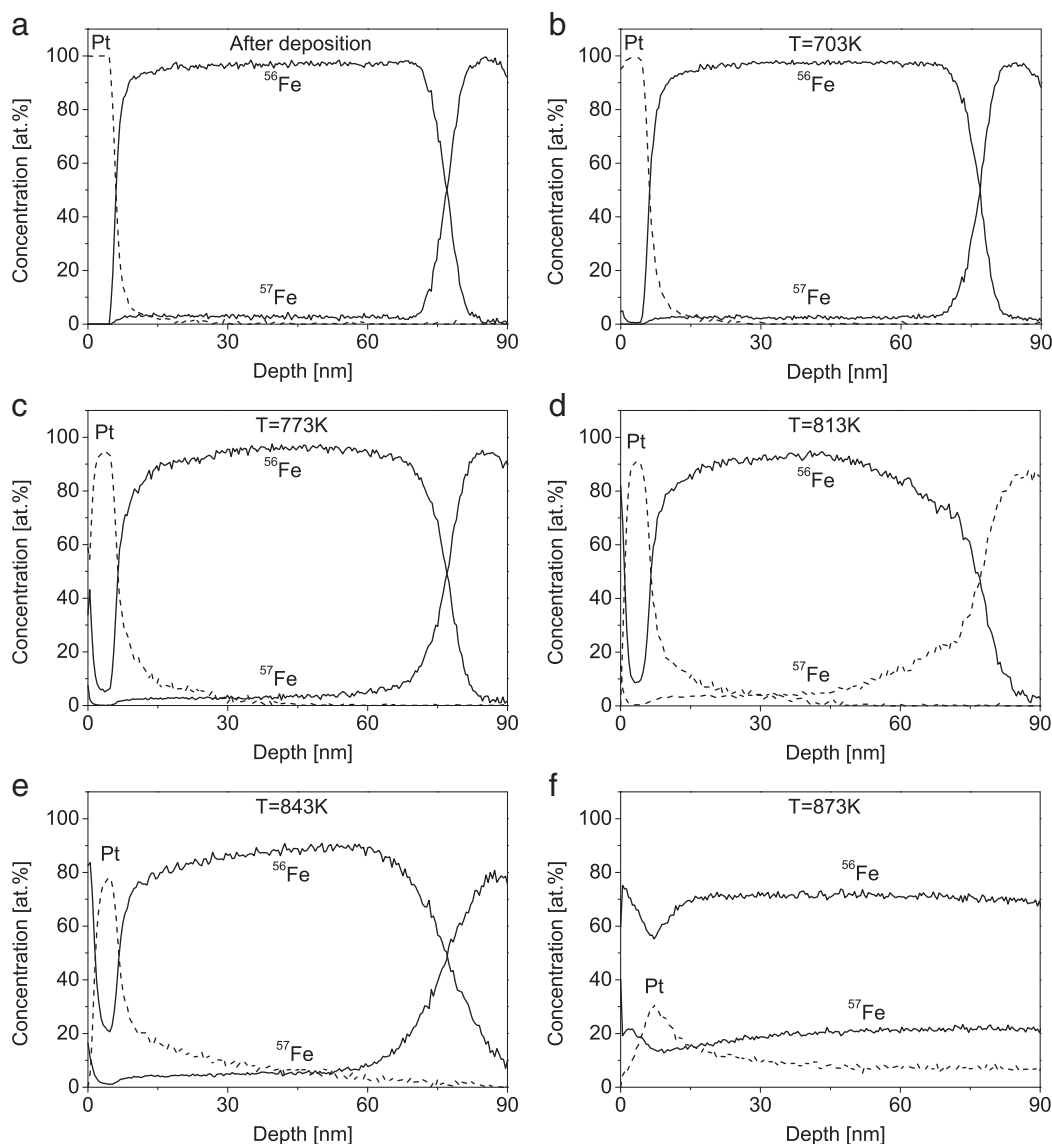 a
After deposition
Pt
⁵⁶Fe
⁵⁷Fe
Concentration [at.%]
100
80
60
40
20
0
0 30 60 90
Depth [nm]
b
T=703K
Pt
⁵⁶Fe
⁵⁷Fe
Concentration [at.%]
100
80
60
40
20
0
0 30 60 90
Depth [nm]
c
T=773K
Pt
⁵⁶Fe
⁵⁷Fe
Concentration [at.%]
100
80
60
40
20
0
0 30 60 90
Depth [nm]
d
T=813K
Pt
⁵⁶Fe
⁵⁷Fe
Concentration [at.%]
100
80
60
40
20
0
0 30 60 90
Depth [nm]
e
T=843K
Pt
⁵⁶Fe
⁵⁷Fe
Concentration [at.%]
100
80
60
40
20
0
0 30 60 90
Depth [nm]
f
T=873K
⁵⁶Fe
Pt
⁵⁷Fe
Concentration [at.%]
100
80
60
40
20
0
0 30 60 90
Depth [nm]